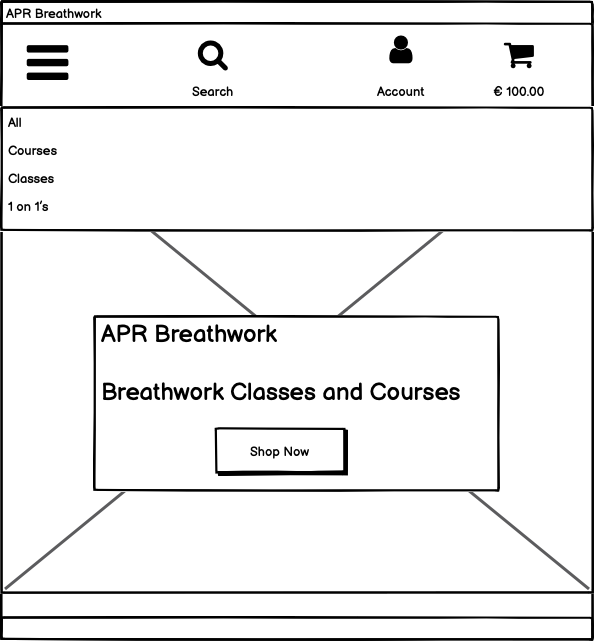 APR Breathwork
Search
Account
€ 100.00
All
Courses
Classes
1 on 1's
APR Breathwork
Breathwork Classes and Courses
Shop Now